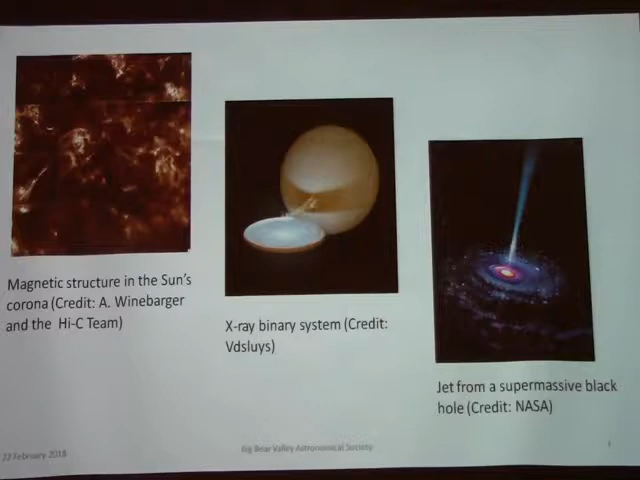 Magnetic structure in the Sun's
corona (Credit: A. Winebarger
and the Hi-C Team)
X-ray binary system (Credit:
Vdsluys)
Jet from a supermassive black
hole (Credit: NASA)
22 February 2018
Big Bear Valley Astronomical Society